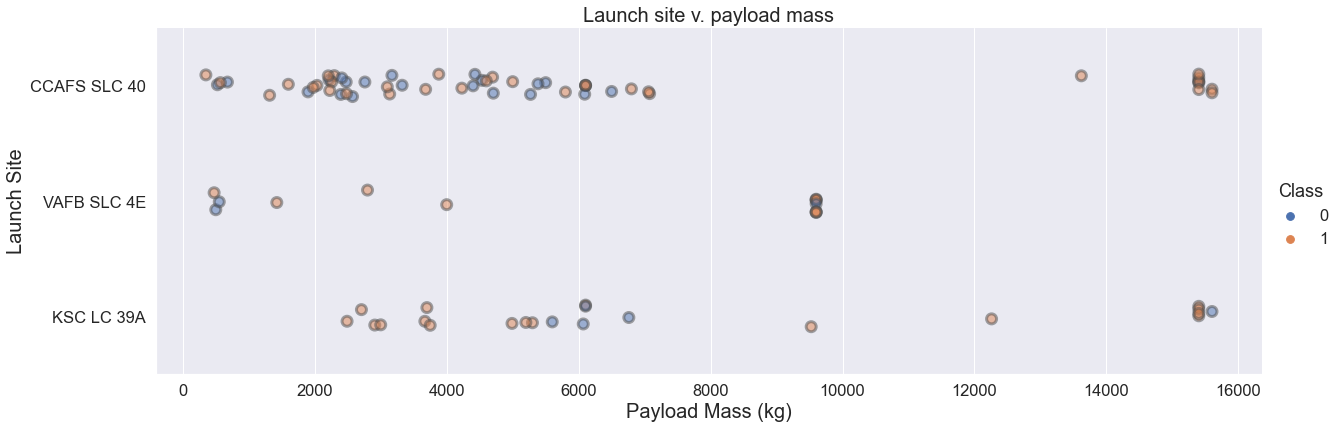 Launch site v. payload mass
Launch Site
CCAFS SLC 40
VAFB SLC 4E
KSC LC 39A
0 2000 4000 6000 8000 10000 12000 14000 16000
Payload Mass (kg)
Class
0
1